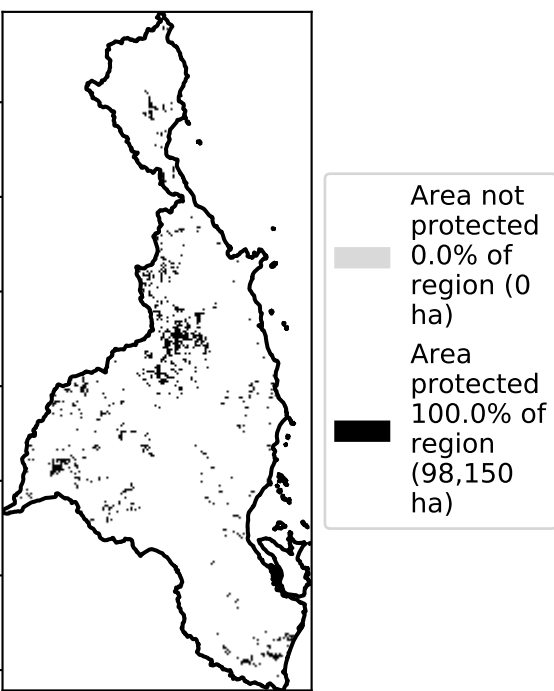 Area not
protected
0.0% of
region (0
ha)
Area
protected
100.0% of
region
(98,150
ha)